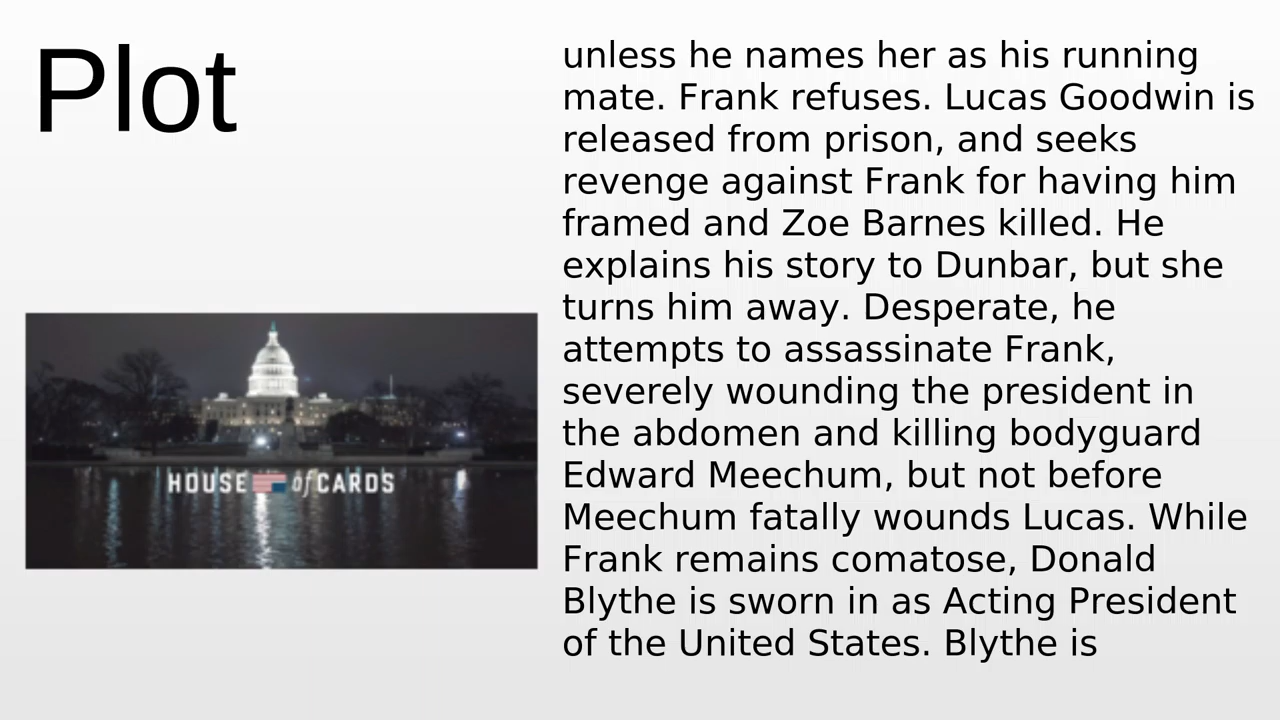 Plot
unless he names her as his running
mate. Frank refuses. Lucas Goodwin is
released from prison, and seeks
revenge against Frank for having him
framed and Zoe Barnes killed. He
explains his story to Dunbar, but she
turns him away. Desperate, he
attempts to assassinate Frank,
severely wounding the president in
the abdomen and killing bodyguard
Edward Meechum, but not before
Meechum fatally wounds Lucas. While
Frank remains comatose, Donald
Blythe is sworn in as Acting President
of the United States. Blythe is
HOUSE of CARDS